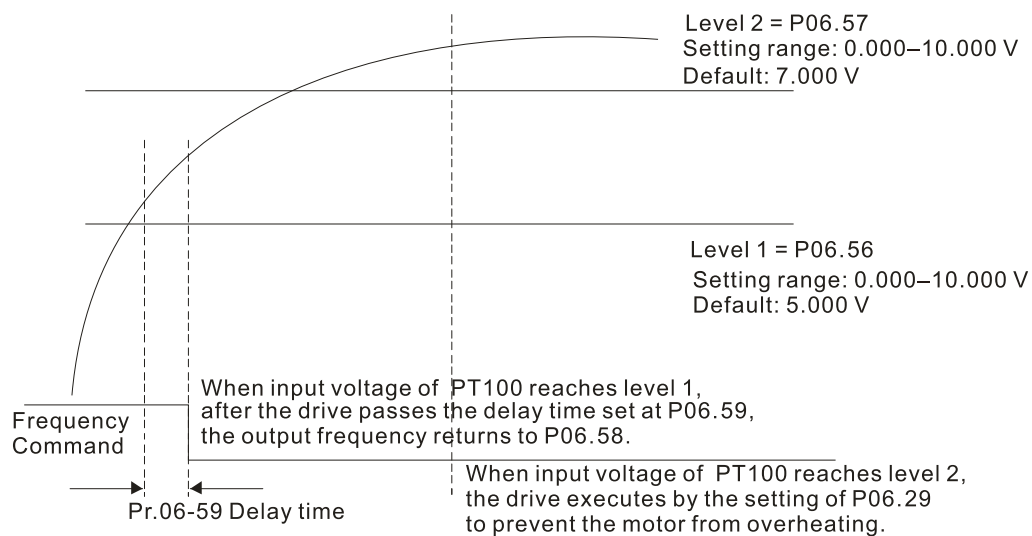 Level 2 = P06.57
Setting range: 0.000–10.000 V
Default: 7.000 V
Level 1 = P06.56
Setting range: 0.000–10.000 V
Default: 5.000 V
When input voltage of PT100 reaches level 1,
after the drive passes the delay time set at P06.59,
the output frequency returns to P06.58.
Frequency
Command
When input voltage of PT100 reaches level 2,
the drive executes by the setting of P06.29
to prevent the motor from overheating.
Pr.06-59 Delay time